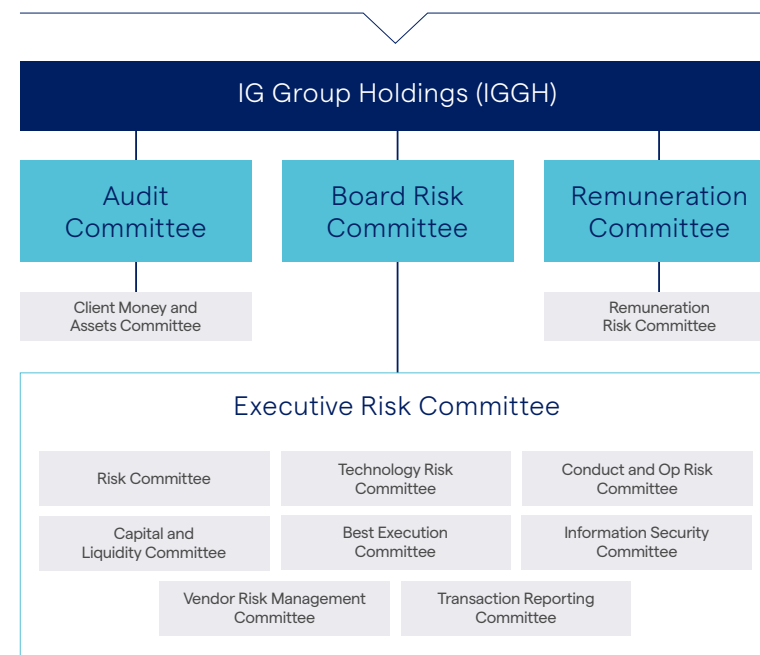 IG Group Holdings (IGGH)
Audit
Committee
Board Risk
Committee
Remuneration
Committee
Client Money and
Assets Committee
Remuneration
Risk Committee
Executive Risk Committee
Risk Committee
Technology Risk
Committee
Conduct and Op Risk
Committee
Capital and
Liquidity Committee
Best Execution
Committee
Information Security
Committee
Vendor Risk Management
Committee
Transaction Reporting
Committee